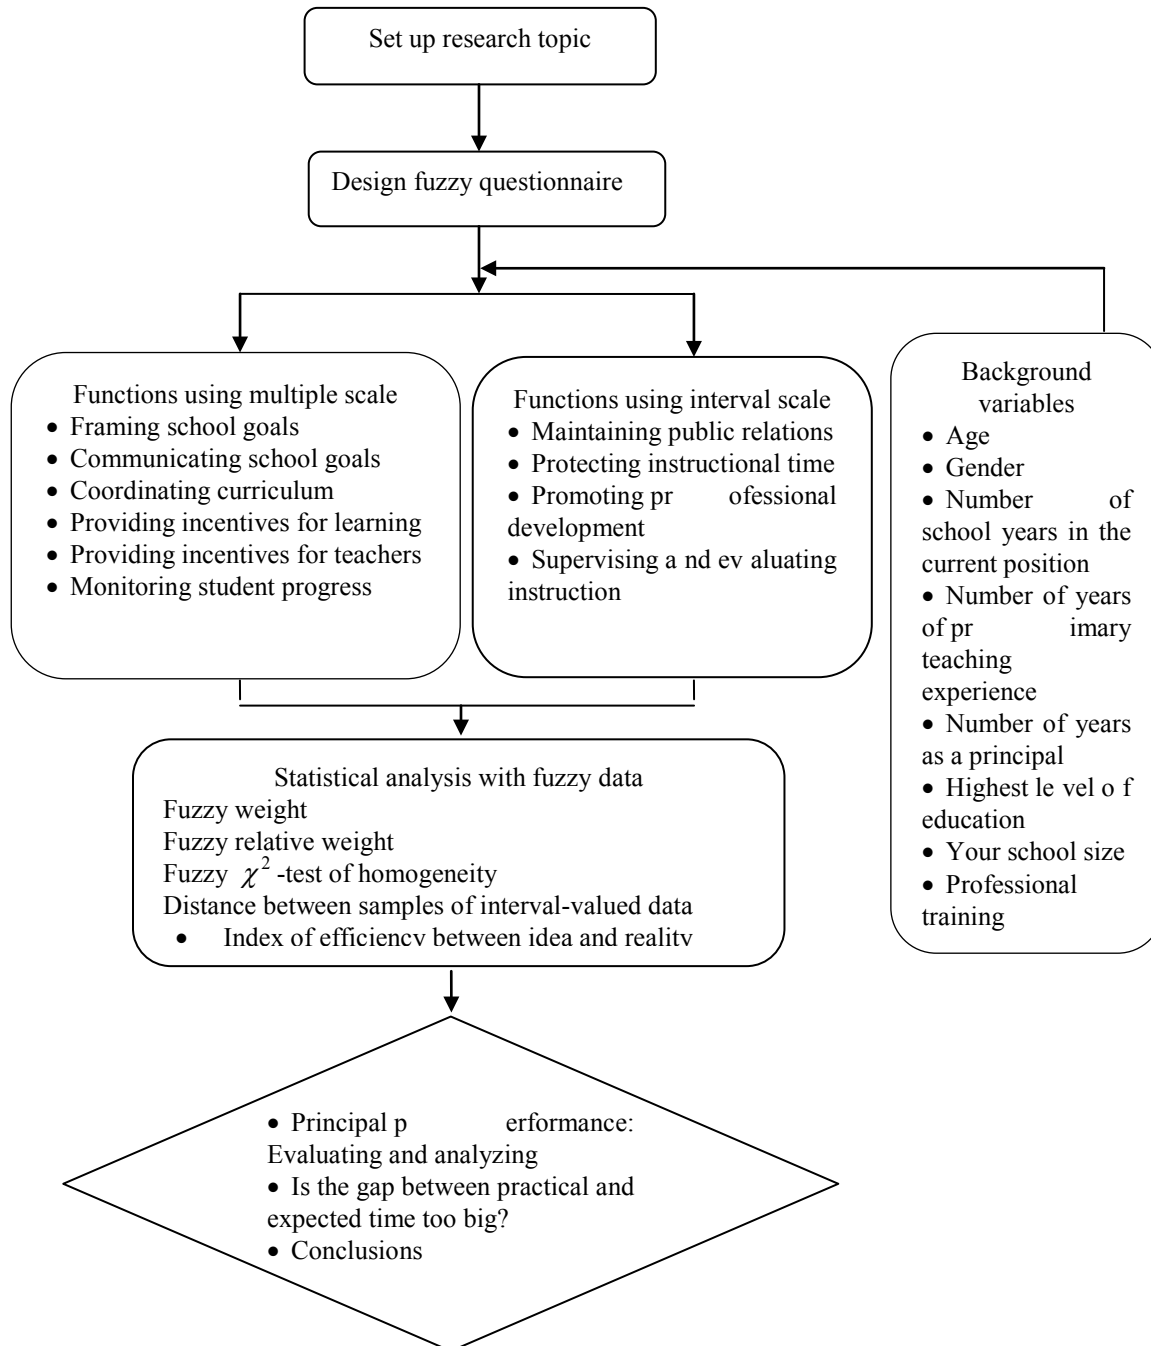 Set up research topic
Design fuzzy questionnaire
Functions using multiple scale
• Framing school goals
• Communicating school goals
• Coordinating curriculum
• Providing incentives for learning
• Providing incentives for teachers
• Monitoring student progress
Functions using interval scale
• Maintaining public relations
• Protecting instructional time
• Promoting pr ofessional
development
• Supervising a nd ev aluating
instruction
Background
variables
• Age
• Gender
• Number of
school years in the
current position
• Number of years
of pr imary
teaching
experience
• Number of years
as a principal
• Highest le vel o f
education
• Your school size
• Professional
training
Statistical analysis with fuzzy data
Fuzzy weight
Fuzzy relative weight
Fuzzy χ² -test of homogeneity
Distance between samples of interval-valued data
• Index of efficiency between idea and reality
• Principal p erformance:
Evaluating and analyzing
• Is the gap between practical and
expected time too big?
• Conclusions